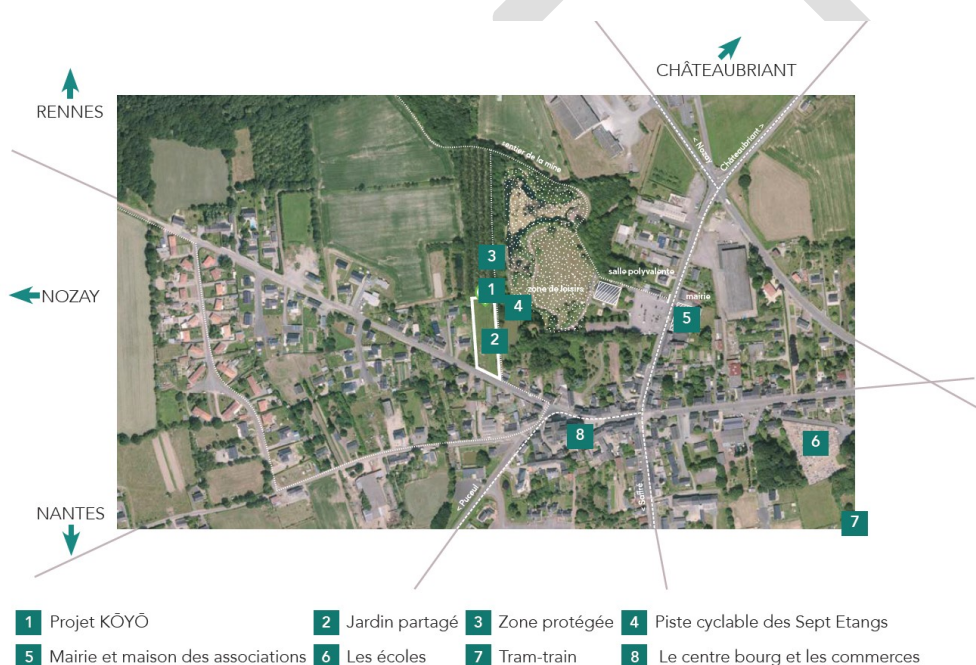 CHÂTEAUBRIANT
RENNES
sentier de la mine
< Nozay
Châteaubriant >
3
salle polyvalente
NOZAY
1
zone de loisirs
mairie
4
5
2
8
6
< Puceul
< Saffré
NANTES
7
1 Projet KŌYŌ 2 Jardin partagé 3 Zone protégée 4 Piste cyclable des Sept Etangs
5 Mairie et maison des associations 6 Les écoles 7 Tram-train 8 Le centre bourg et les commerces